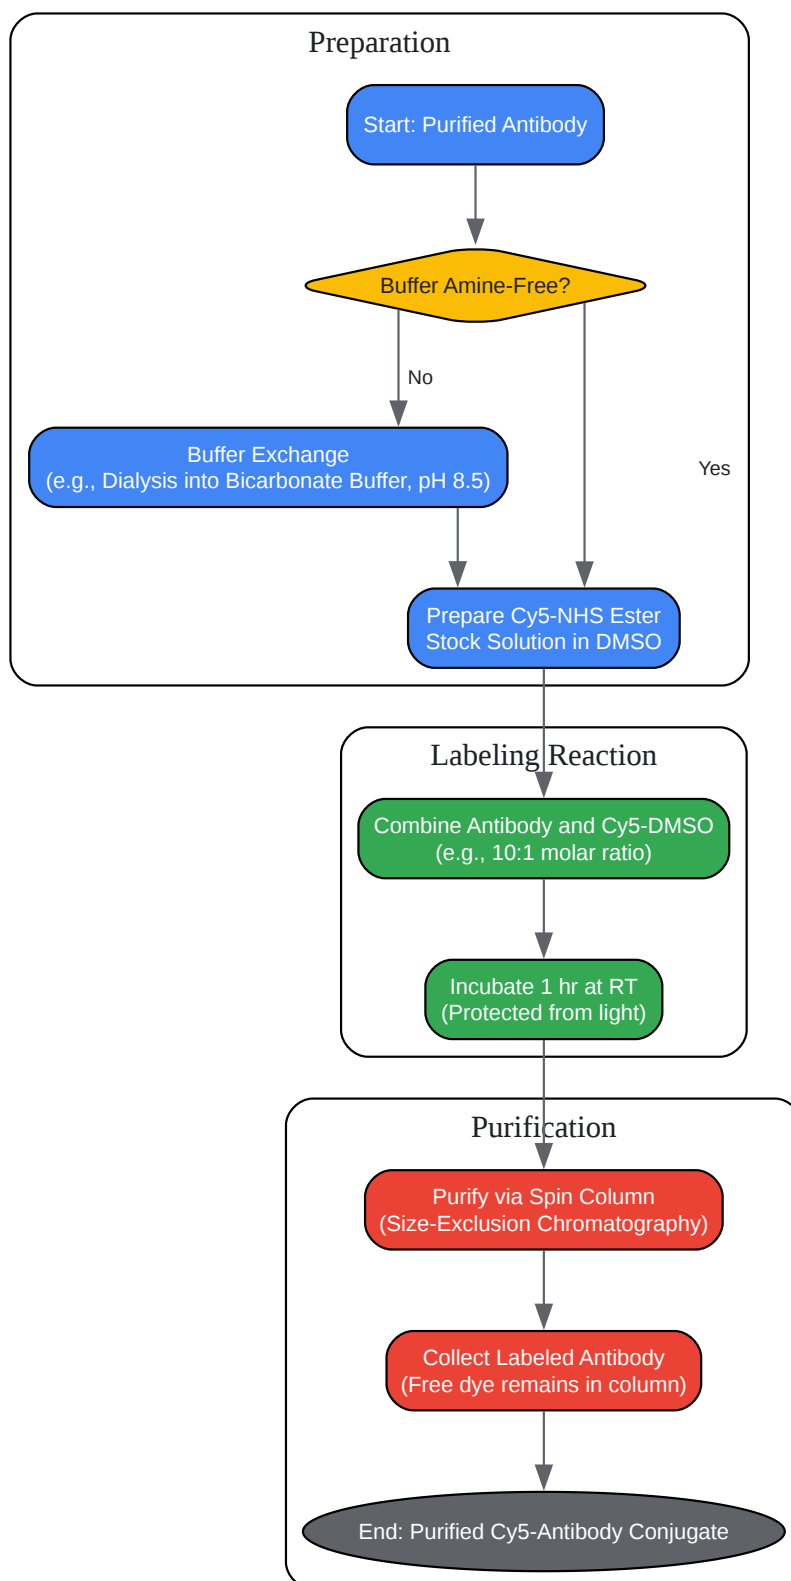 Preparation
Start: Purified Antibody
Buffer Amine-Free?
No
Buffer Exchange
(e.g., Dialysis into Bicarbonate Buffer, pH 8.5)
Yes
Prepare Cy5-NHS Ester
Stock Solution in DMSO
Labeling Reaction
Combine Antibody and Cy5-DMSO
(e.g., 10:1 molar ratio)
Incubate 1 hr at RT
(Protected from light)
Purification
Purify via Spin Column
(Size-Exclusion Chromatography)
Collect Labeled Antibody
(Free dye remains in column)
End: Purified Cy5-Antibody Conjugate